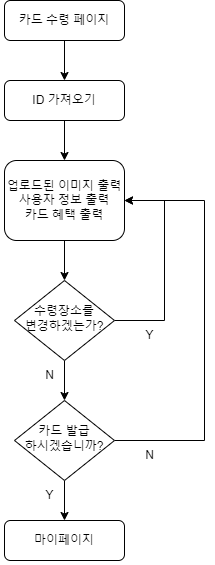 카드 수령 페이지
ID 가져오기
업로드된 이미지 출력
사용자 정보 출력
카드 혜택 출력
수령장소를
변경하겠는가?
Y
N
카드 발급
하시겠습니까?
N
Y
마이페이지